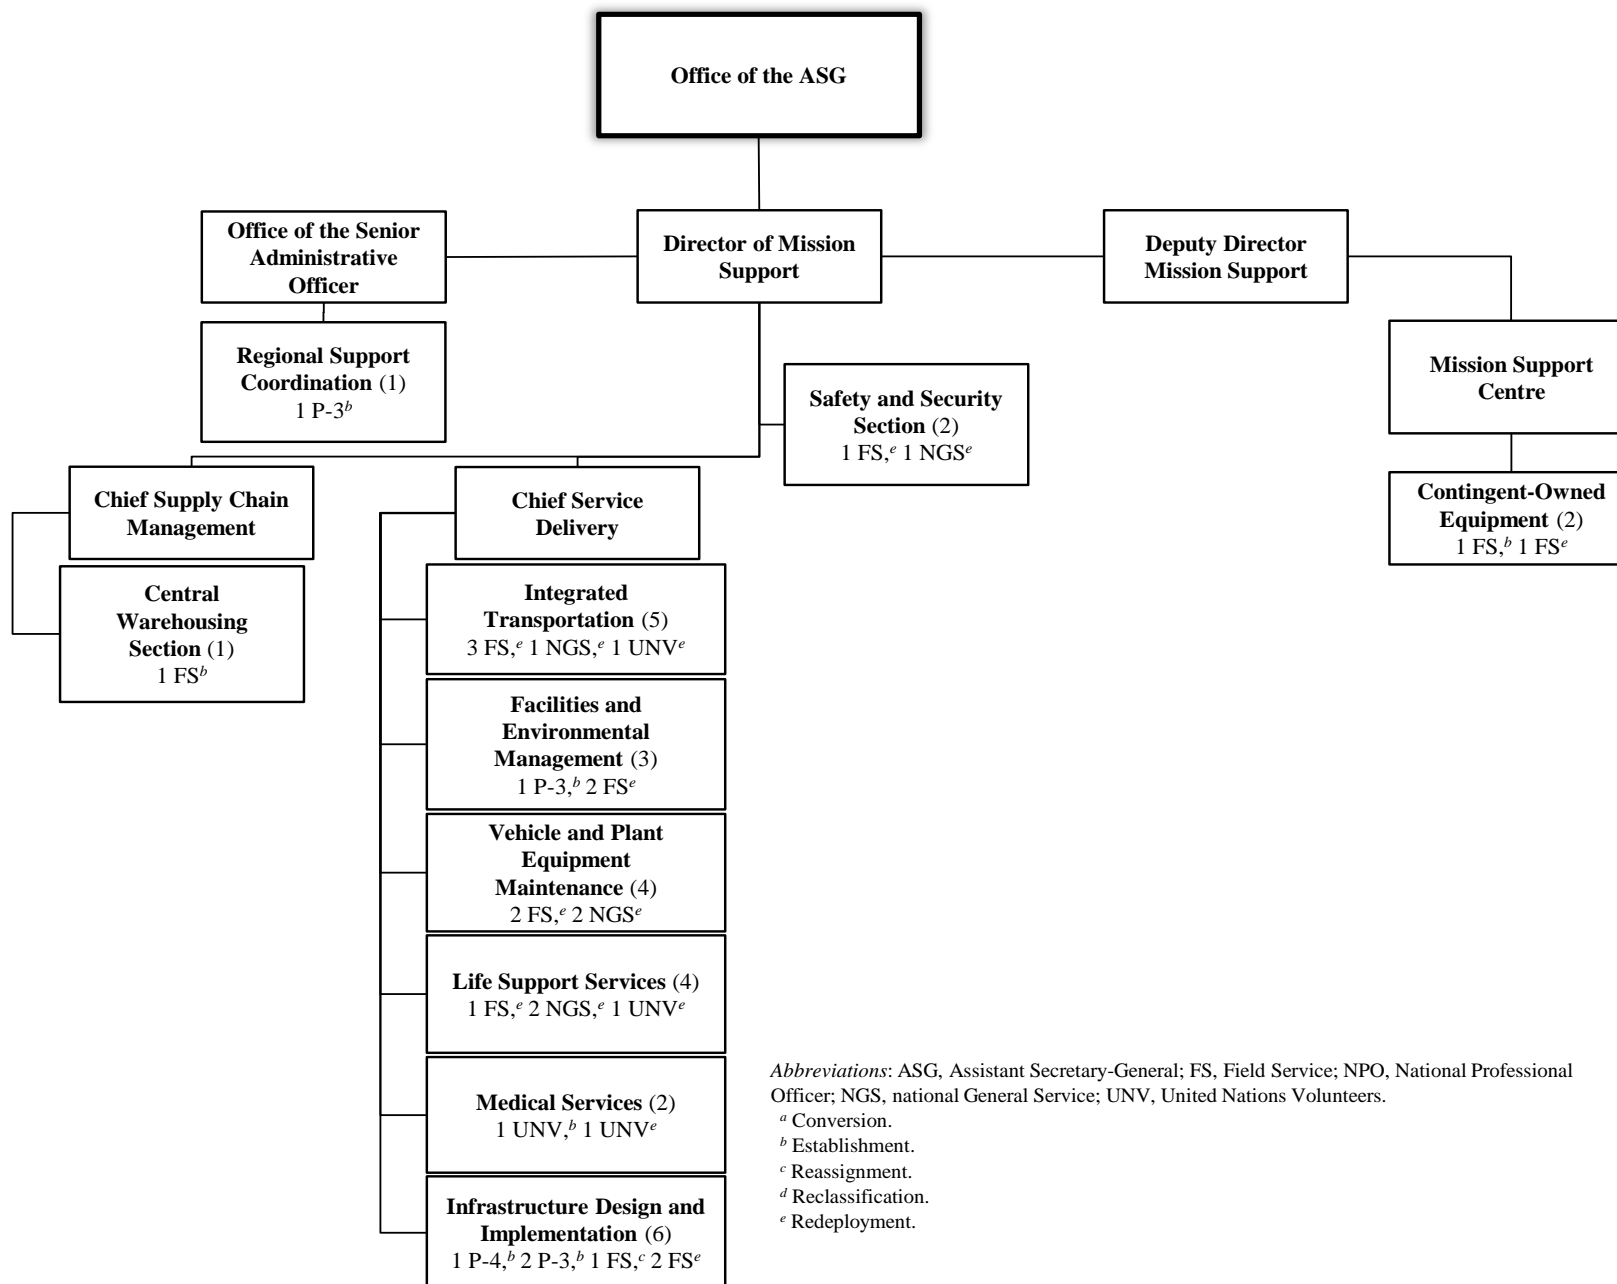 Office of the ASG
Office of the Senior
Administrative
Officer
Director of Mission
Support
Deputy Director
Mission Support
Regional Support
Coordination (1)
1 P-3ᵇ
Safety and Security
Section (2)
1 FS,ᵉ 1 NGSᵉ
Mission Support
Centre
Chief Supply Chain
Management
Chief Service
Delivery
Contingent-Owned
Equipment (2)
1 FS,ᵇ 1 FSᵉ
Central
Warehousing
Section (1)
1 FSᵇ
Integrated
Transportation (5)
3 FS,ᵉ 1 NGS,ᵉ 1 UNVᵉ
Facilities and
Environmental
Management (3)
1 P-3,ᵇ 2 FSᵉ
Vehicle and Plant
Equipment
Maintenance (4)
2 FS,ᵉ 2 NGSᵉ
Life Support Services (4)
1 FS,ᵉ 2 NGS,ᵉ 1 UNVᵉ
Medical Services (2)
1 UNV,ᵇ 1 UNVᵉ
Infrastructure Design and
Implementation (6)
1 P-4,ᵇ 2 P-3,ᵇ 1 FS,ᶜ 2 FSᵉ
Abbreviations: ASG, Assistant Secretary-General; FS, Field Service; NPO, National Professional
Officer; NGS, national General Service; UNV, United Nations Volunteers.
ᵃ Conversion.
ᵇ Establishment.
ᶜ Reassignment.
ᵈ Reclassification.
ᵉ Redeployment.